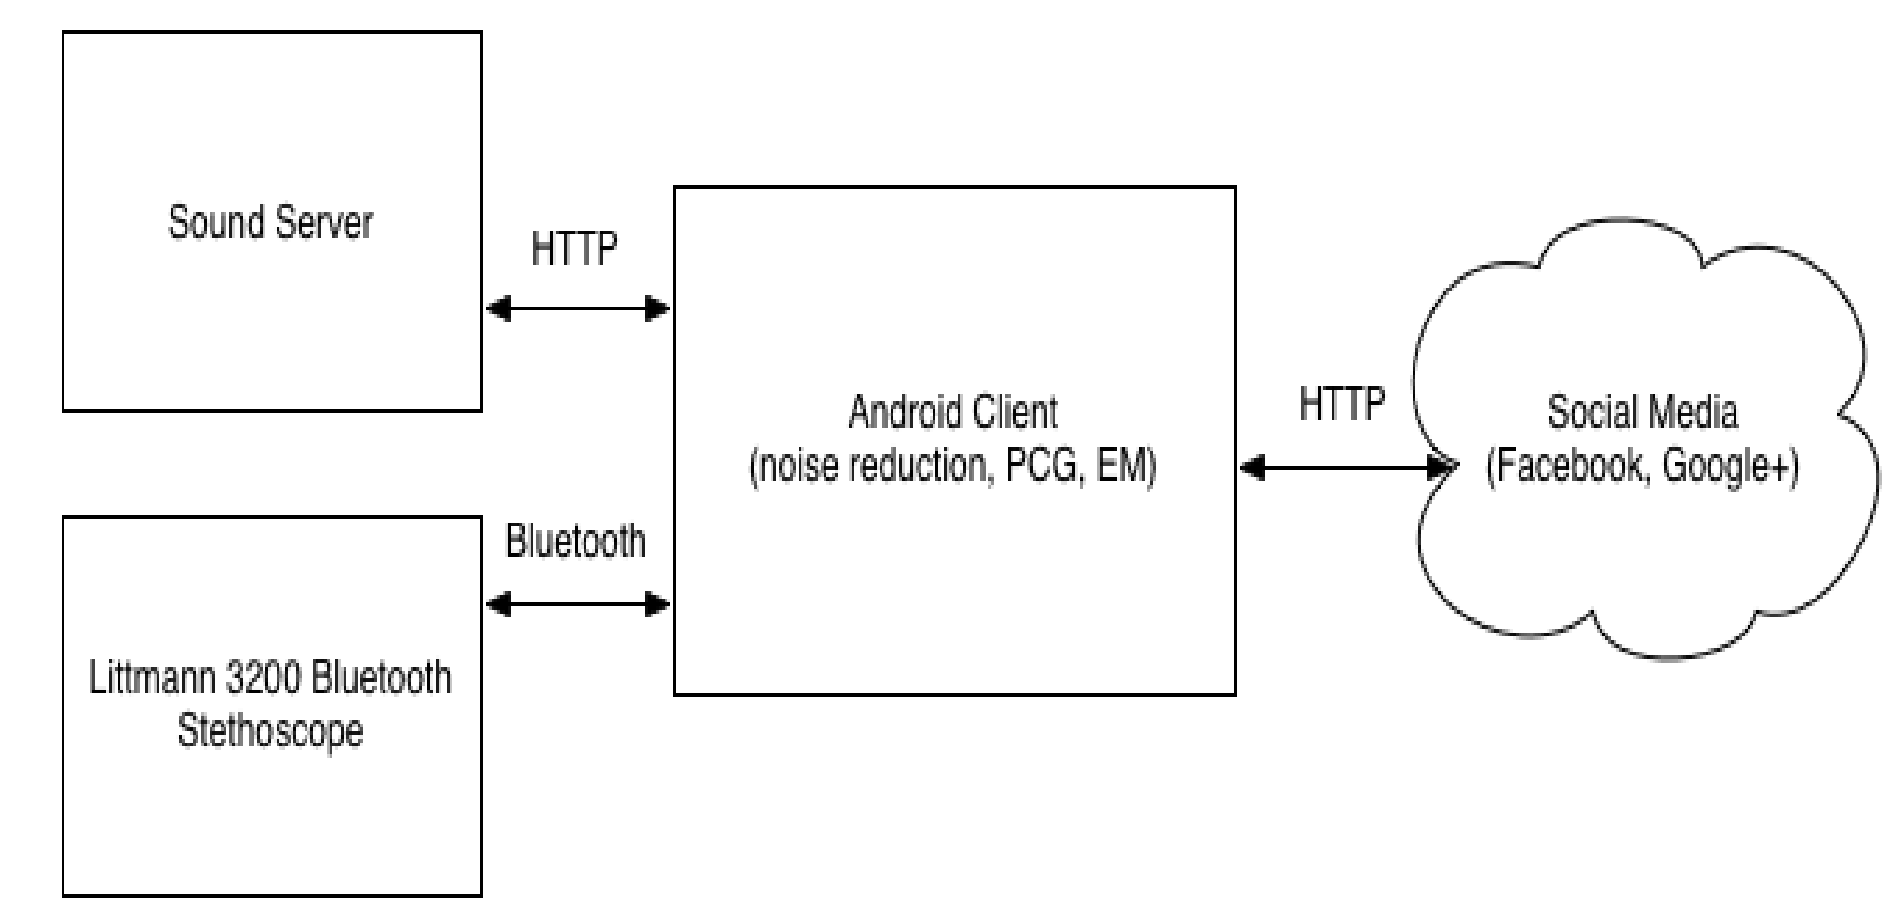 Sound Server
HTTP
Android Client
(noise reduction, PCG, EM)
HTTP
Social Media
(Facebook, Google+)
Bluetooth
Littmann 3200 Bluetooth
Stethoscope